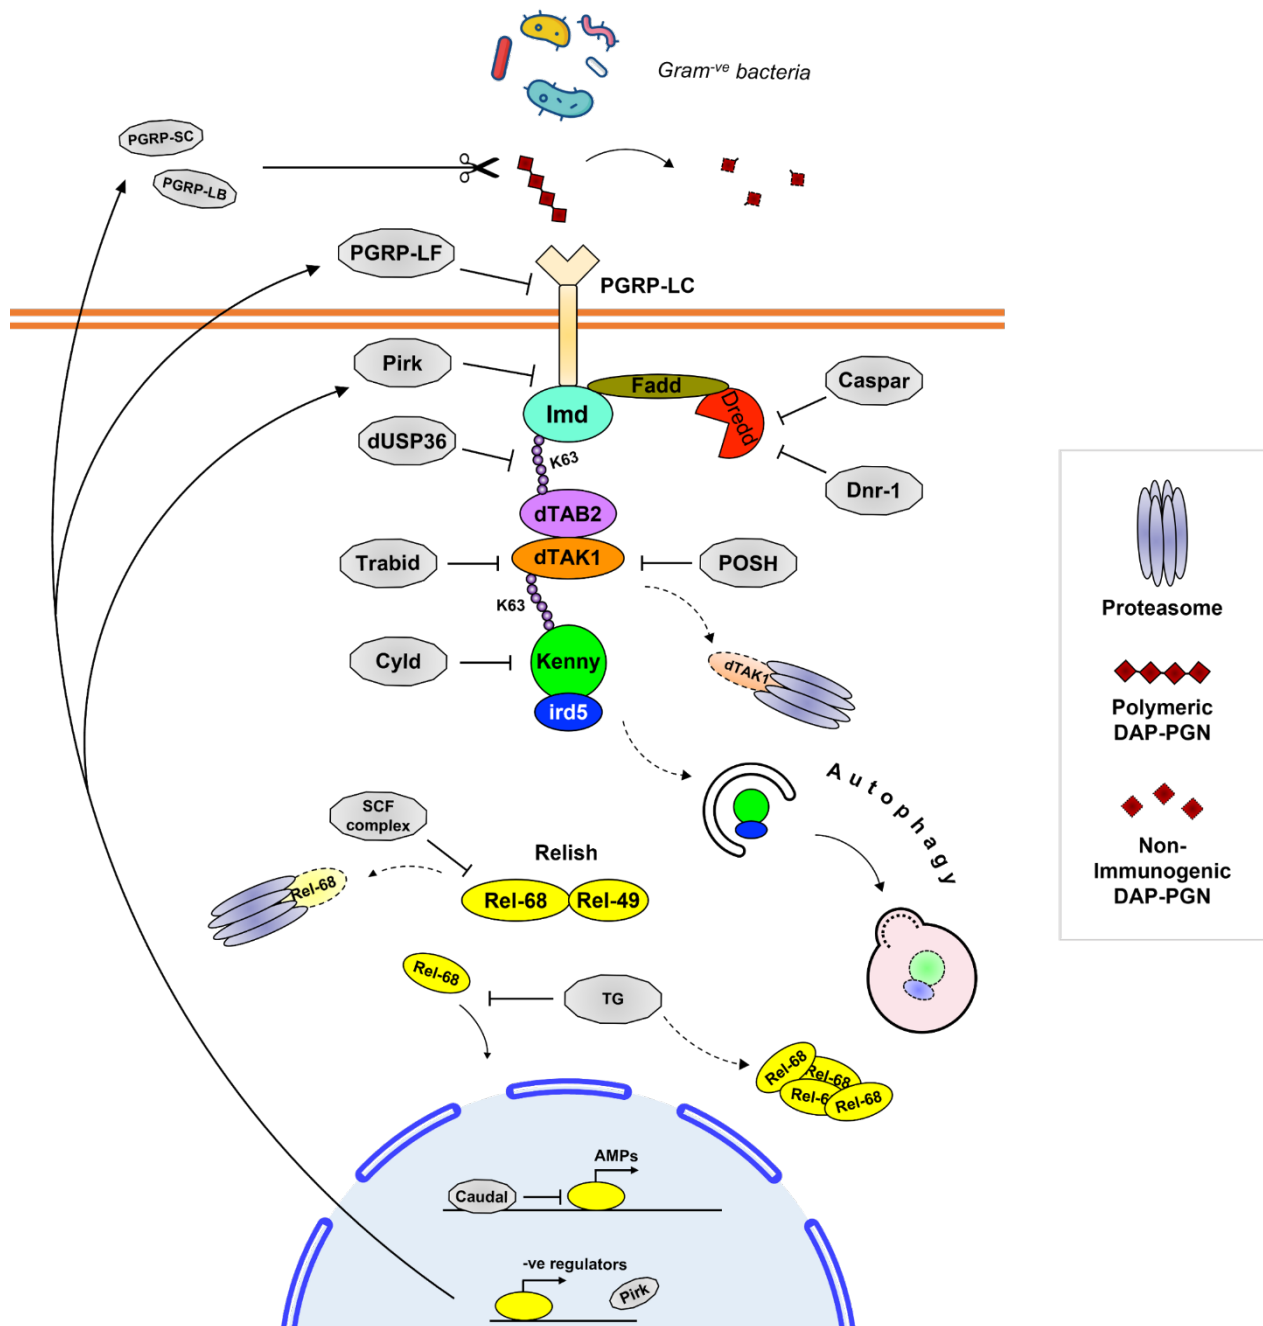 Gram-ve bacteria
PGRP-SC
PGRP-LB
PGRP-LF
PGRP-LC
Pirk
Fadd
Caspar
Imd
Dredd
dUSP36
K63
Dnr-1
dTAB2
Trabid
dTAK1
POSH
K63
Cyld
Kenny
dTAK1
ird5
Autophagy
SCF
complex
Relish
Rel-68
Rel-68
Rel-49
Rel-68
TG
Rel-68
Rel-68
Rel-6
Rel-68
AMPs
Caudal
-ve regulators
Pirk
Proteasome
Polymeric
DAP-PGN
Non-
Immunogenic
DAP-PGN